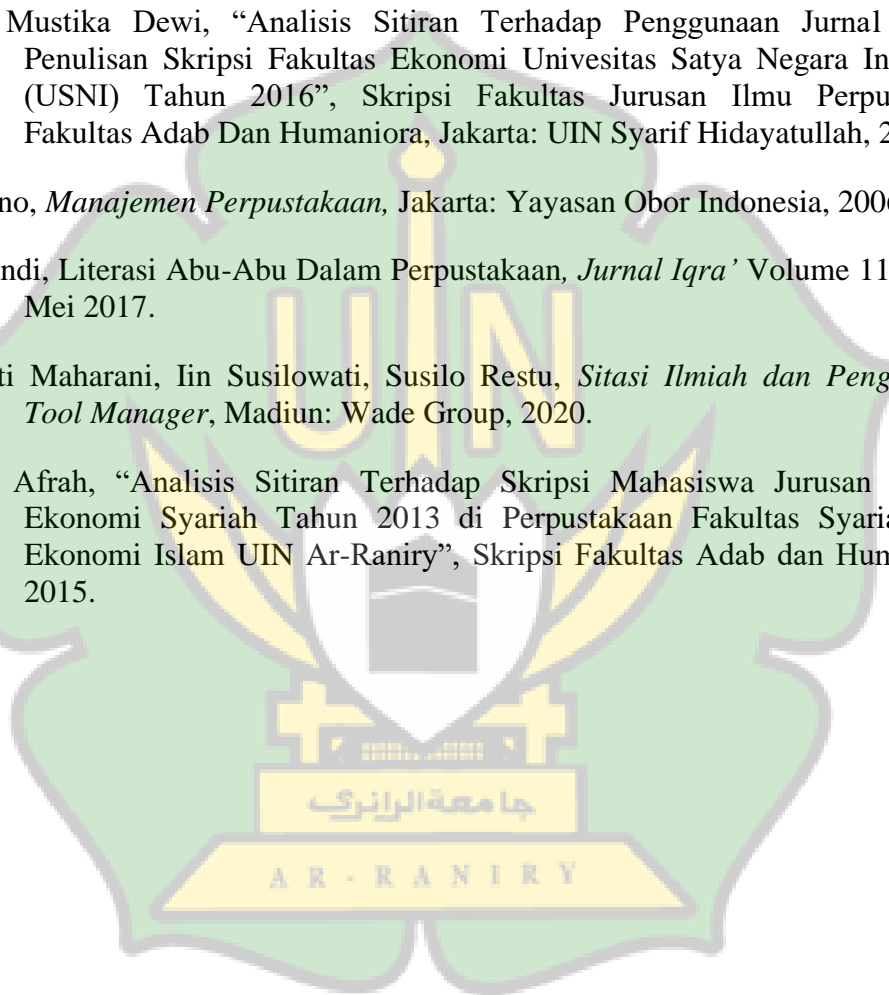 Mustika Dewi, “Analisis Sitiran Terhadap Penggunaan Jurnal
Penulisan Skripsi Fakultas Ekonomi Univesitas Satya Negara In
(USNI) Tahun 2016”, Skripsi Fakultas Jurusan Ilmu Perpu
Fakultas Adab Dan Humaniora, Jakarta: UIN Syarif Hidayatullah, 2
no, Manajemen Perpustakaan, Jakarta: Yayasan Obor Indonesia, 2006
ndi, Literasi Abu-Abu Dalam Perpustakaan, Jurnal Iqra’ Volume 11
Mei 2017.
ti Maharani, Iin Susilowati, Susilo Restu, Sitasi Ilmiah dan Peng
Tool Manager, Madiun: Wade Group, 2020.
Afrah, “Analisis Sitiran Terhadap Skripsi Mahasiswa Jurusan
Ekonomi Syariah Tahun 2013 di Perpustakaan Fakultas Syaria
Ekonomi Islam UIN Ar-Raniry”, Skripsi Fakultas Adab dan Hum
2015.
UIN
جامعة الرانري
AR-RANIRY